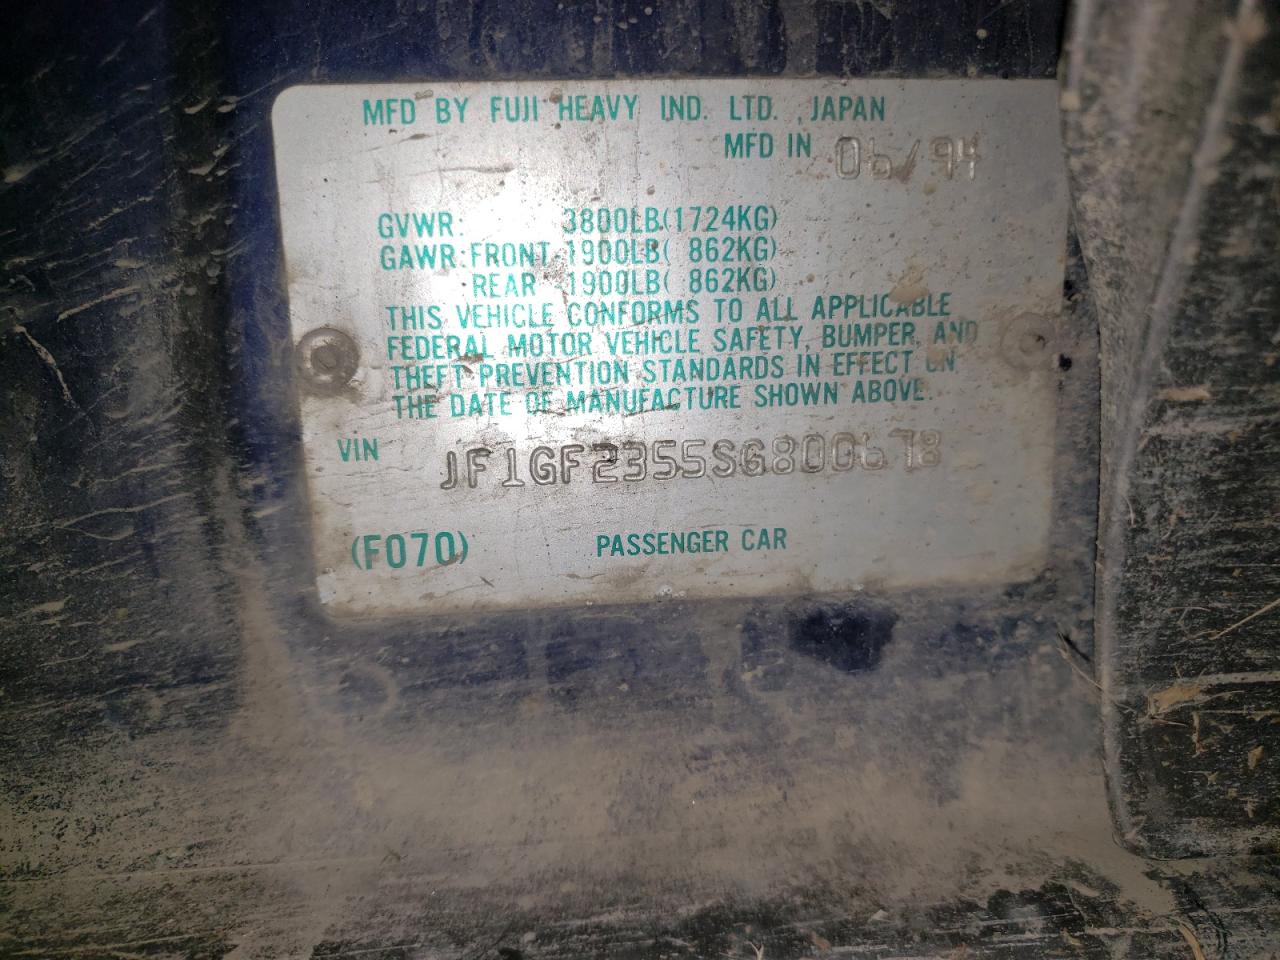 MFD BY FUJI HEAVY IND. LTD. , JAPAN
MFD IN 06/94
GVWR: 3800LB(1724KG)
GAWR:FRONT 1900LB( 862KG)
REAR 1900LB( 862KG)
THIS VEHICLE CONFORMS TO ALL APPLICABLE
FEDERAL MOTOR VEHICLE SAFETY, BUMPER, AND
THEFT PREVENTION STANDARDS IN EFFECT ON
THE DATE OF MANUFACTURE SHOWN ABOVE.
VIN JF1GF2355SG800678
(F070) PASSENGER CAR